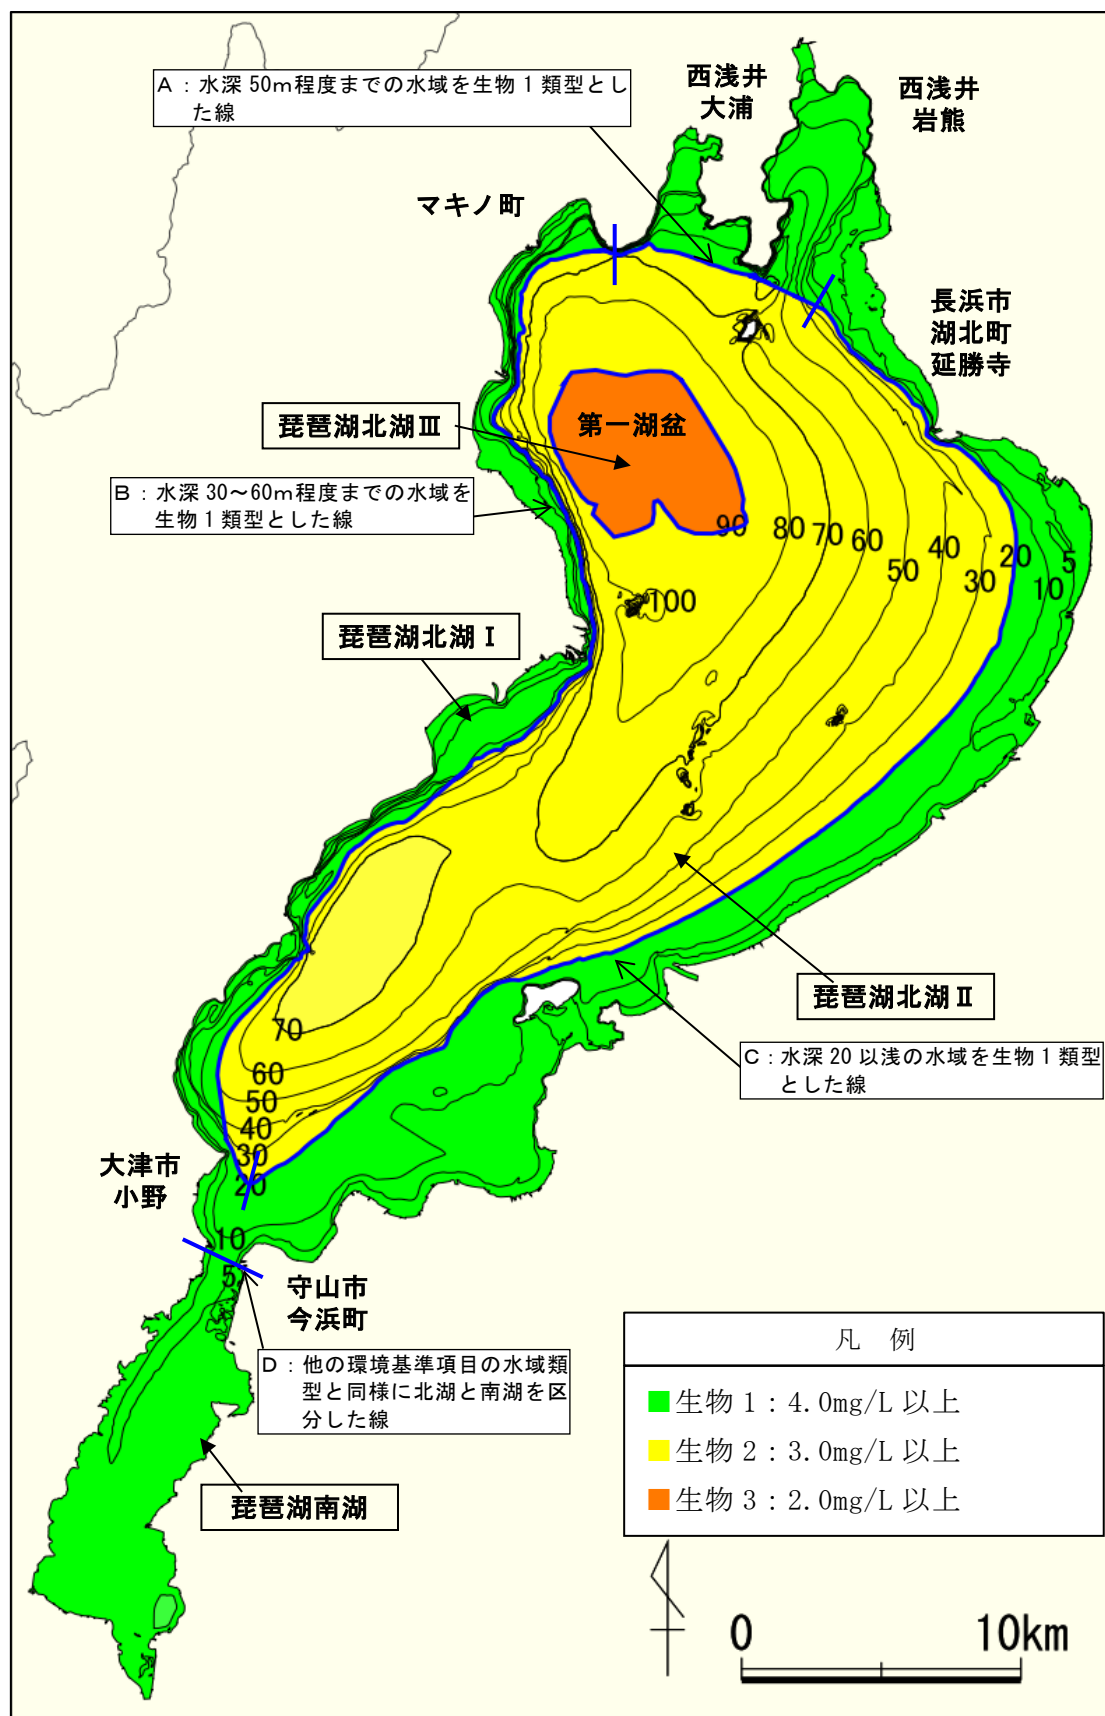 A：水深50m程度までの水域を生物1類型とし
た線
西浅井
大浦
西浅井
岩熊
マキノ町
長浜市
湖北町
延勝寺
琵琶湖北湖Ⅲ
第一湖盆
B：水深30～60m程度までの水域を
生物1類型とした線
90
80
70
60
50
40
30
20
10
5
100
琵琶湖北湖Ⅰ
琵琶湖北湖Ⅱ
C：水深20以浅の水域を生物1類型
とした線
70
60
50
40
30
20
10
5
大津市
小野
守山市
今浜町
D：他の環境基準項目の水域類
型と同様に北湖と南湖を区
分した線
琵琶湖南湖
凡 例
生物1：4.0mg/L以上
生物2：3.0mg/L以上
生物3：2.0mg/L以上
0
10km